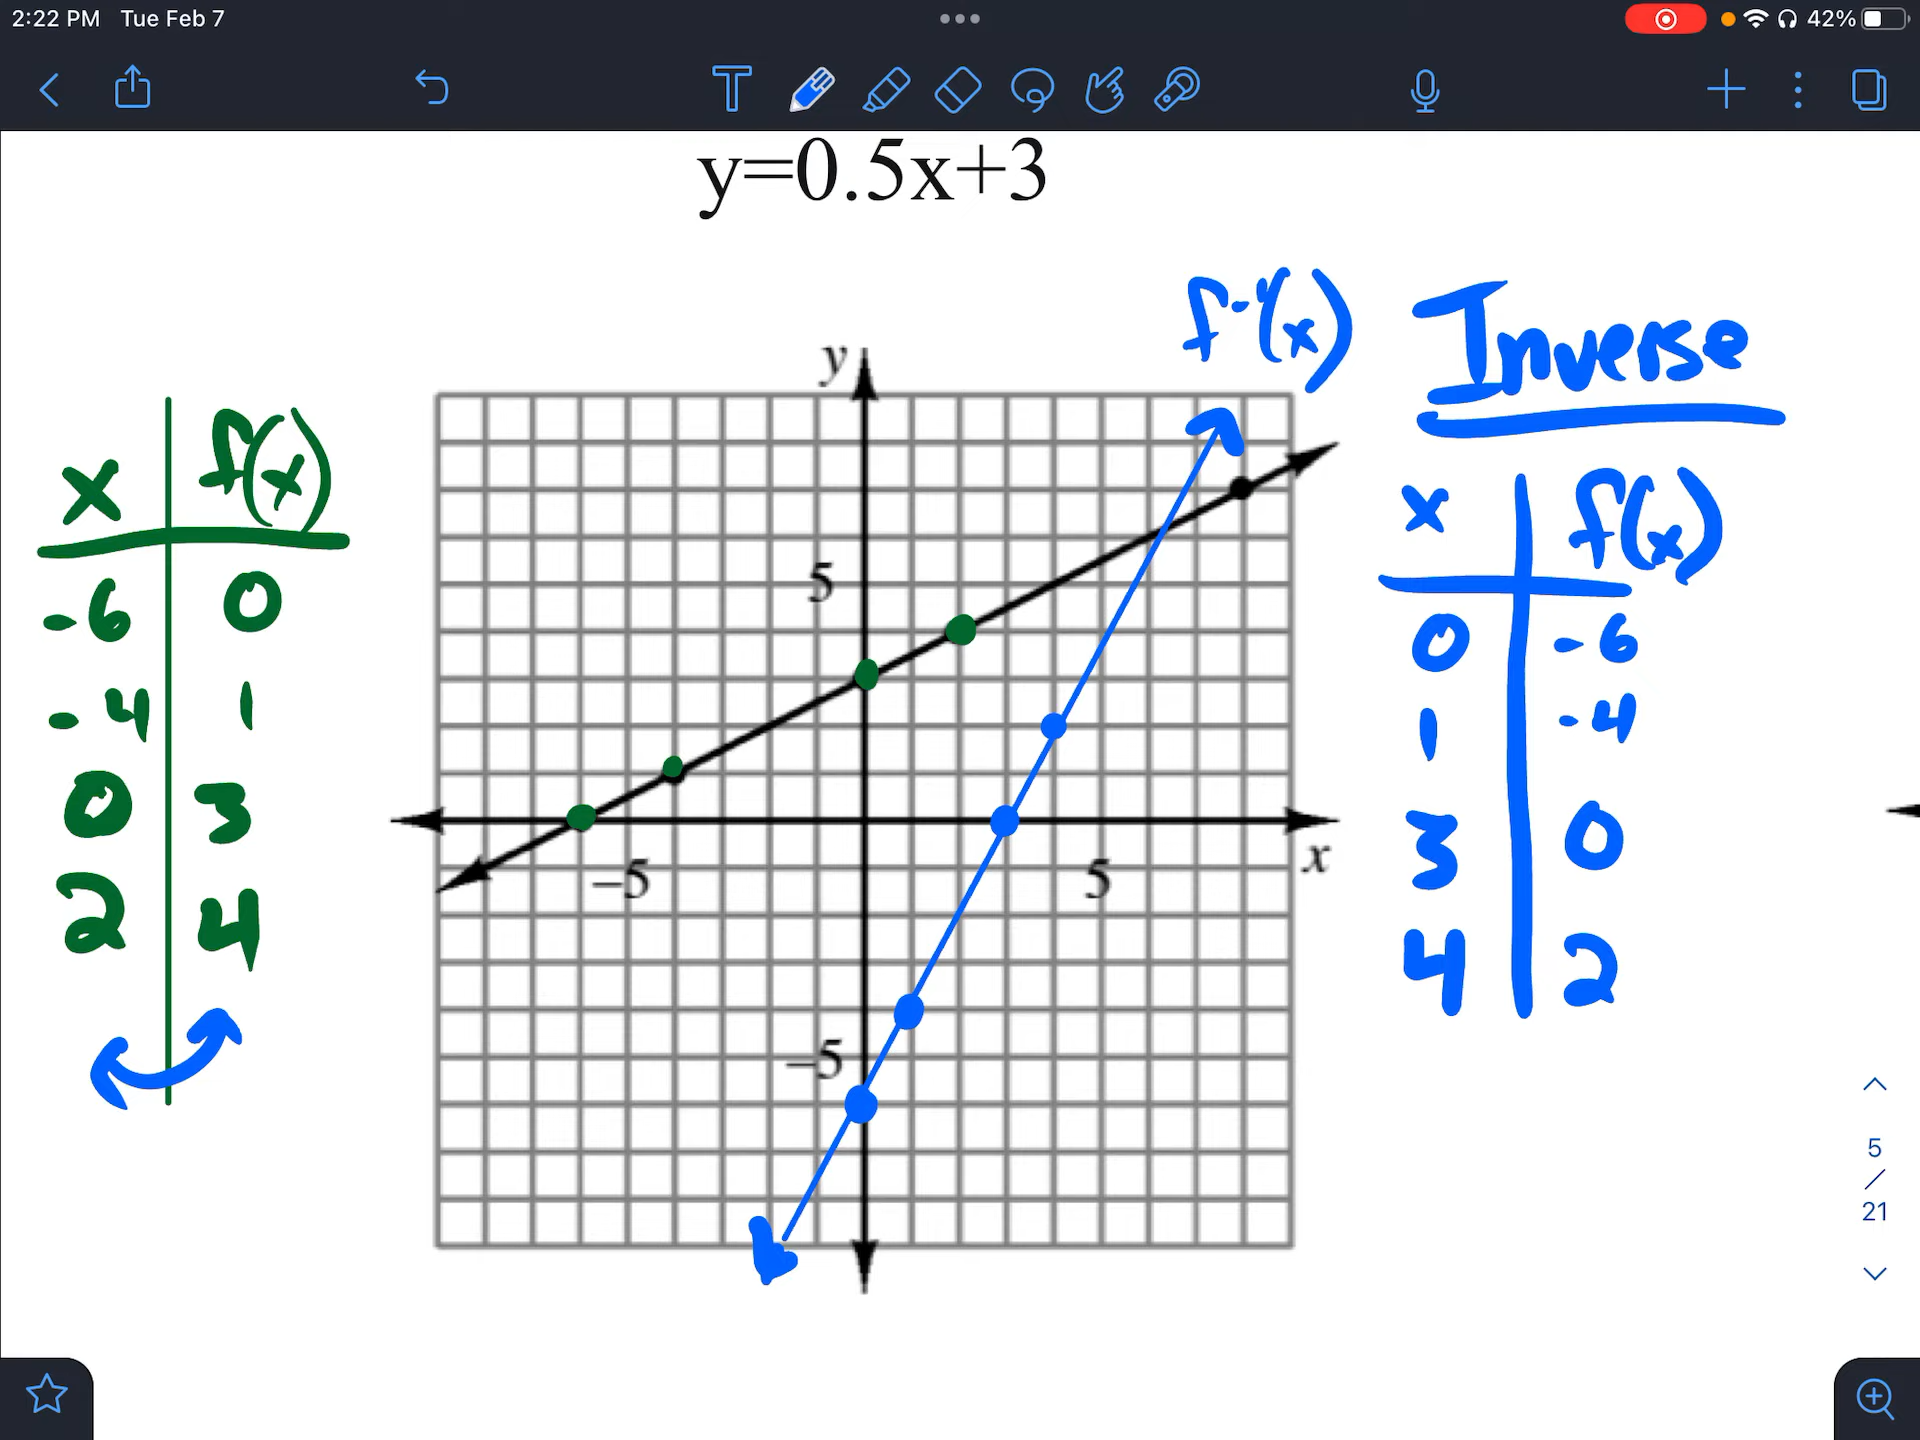 2:22 PM Tue Feb 7
42%
y=0.5x+3
f⁻¹(x)
Inverse
y
x
5
-5
5
-5
x f(x)
-6 0
-4 1
0 3
2 4
x f(x)
0 -6
1 -4
3 0
4 2
5
/
21